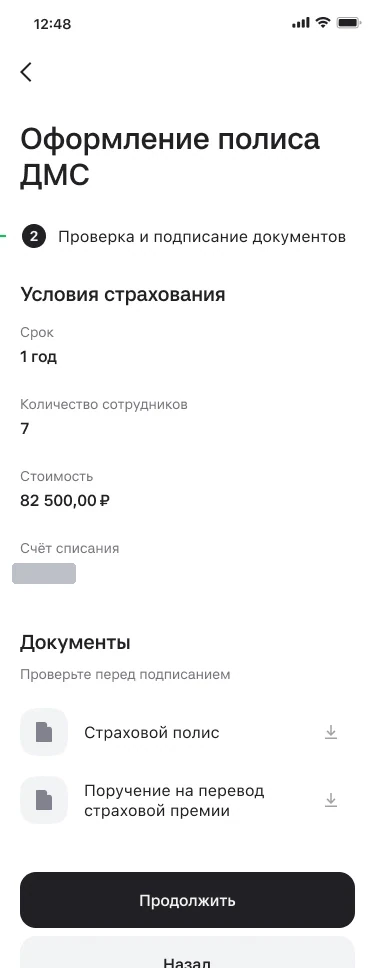 12:48
Оформление полиса
ДМС
2 Проверка и подписание документов
Условия страхования
Срок
1 год
Количество сотрудников
7
Стоимость
82 500,00 ₽
Счёт списания
Документы
Проверьте перед подписанием
Страховой полис
Поручение на перевод
страховой премии
Продолжить
Назад